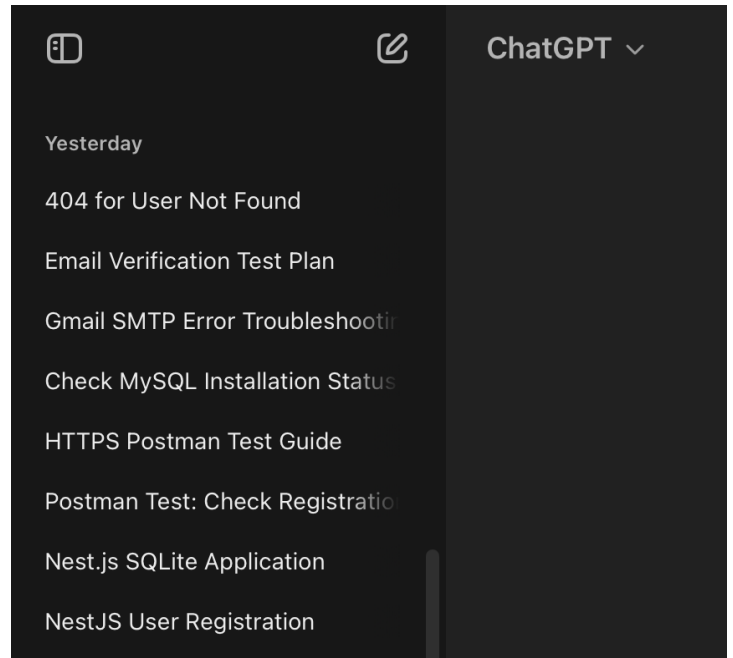 ChatGPT
Yesterday
404 for User Not Found
Email Verification Test Plan
Gmail SMTP Error Troubleshootin
Check MySQL Installation Status
HTTPS Postman Test Guide
Postman Test: Check Registratio
Nest.js SQLite Application
NestJS User Registration